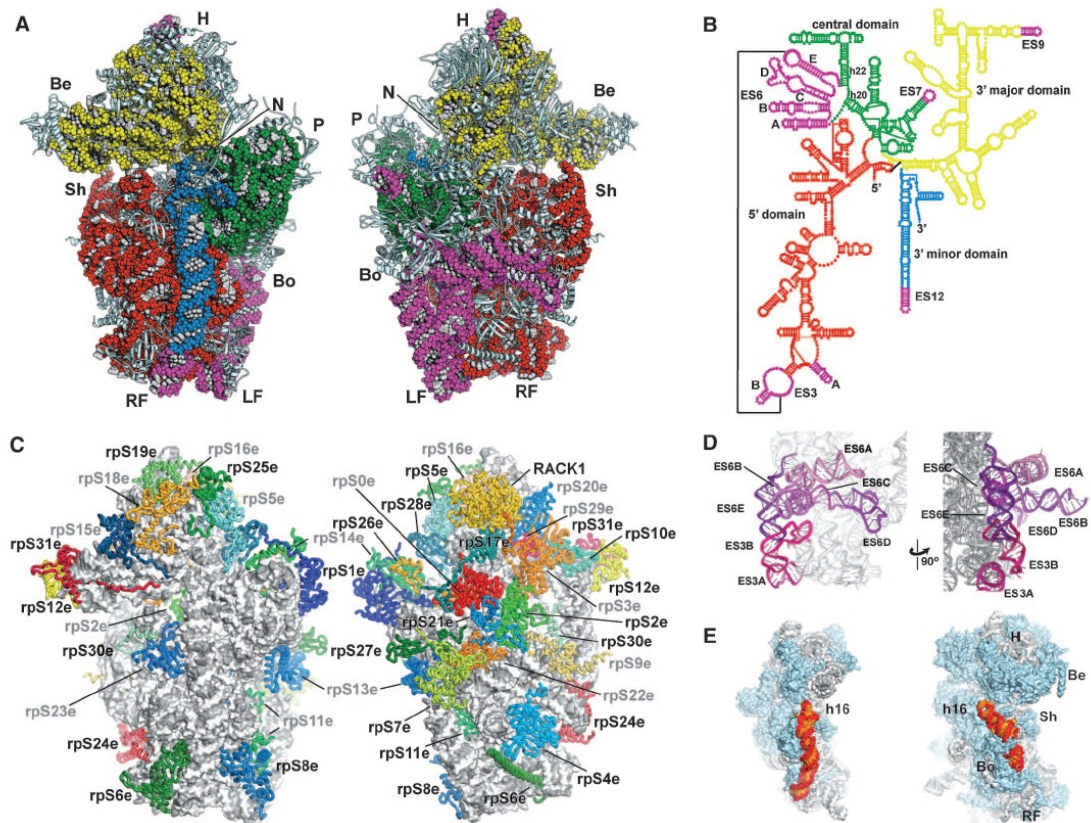 A
H
H
Be
Be
N
N
P
P
Sh
Sh
Bo
Bo
RF
LF
LF
RF
B
central domain
E
D
ES6
C
B
A
h22
h20
ES7
ES9
3' major domain
5'
5' domain
3'
3' minor domain
ES12
B
ES3
A
C
rpS19e
rpS16e
rpS25e
rpS18e
rpS5e
rpS15e
rpS31e
rpS14e
rpS1e
rpS12e
rpS2e
rpS30e
rpS27e
rpS13e
rpS23e
rpS7e
rpS11e
rpS24e
rpS11e
rpS8e
rpS8e
rpS6e
rpS6e
rpS16e
RACK1
rpS0e
rpS5e
rpS28e
rpS26e
rpS17e
rpS20e
rpS29e
rpS31e
rpS10e
rpS12e
rpS3e
rpS21e
rpS2e
rpS30e
rpS9e
rpS22e
rpS24e
rpS4e
D
ES6A
ES6B
ES6C
ES6E
ES6D
ES3B
ES3A
90°
ES6C
ES6A
ES6E
ES6B
ES6D
ES3B
ES3A
E
h16
H
Be
h16
Sh
Bo
RF